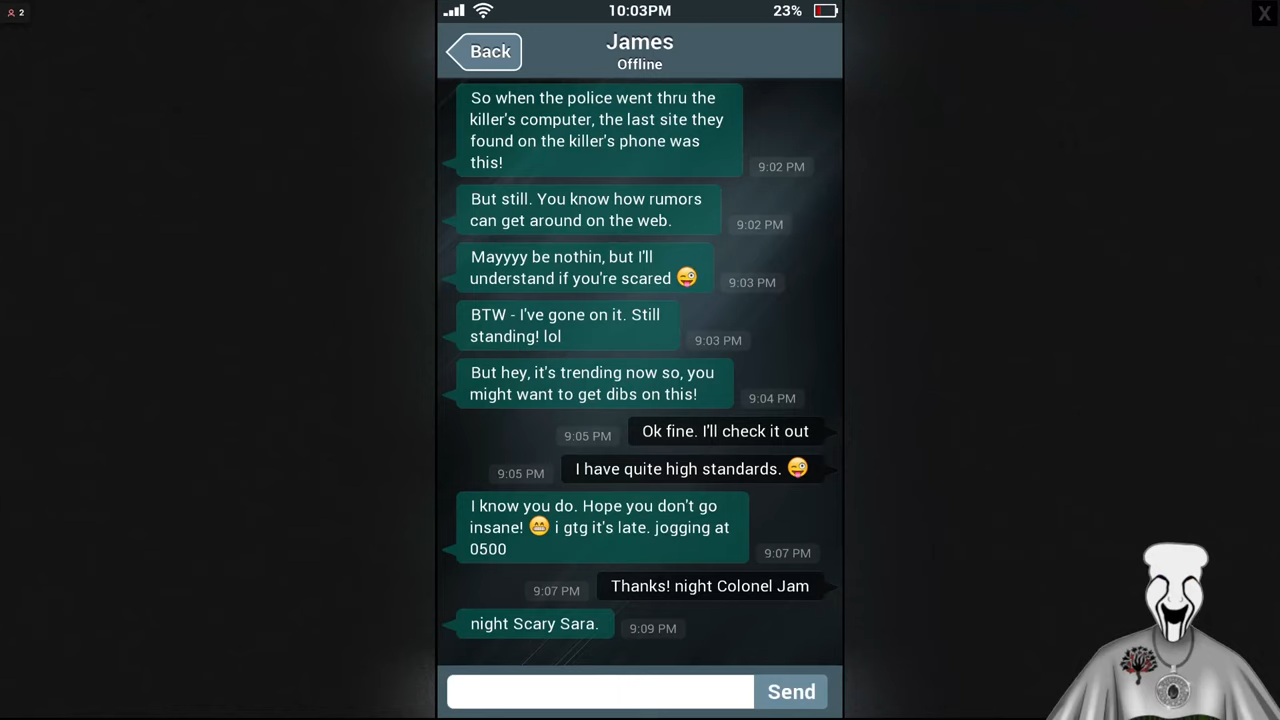 2
X
10:03PM
23%
Back
James
Offline
So when the police went thru the
killer's computer, the last site they
found on the killer's phone was
this!
9:02 PM
But still. You know how rumors
can get around on the web.
9:02 PM
Mayyyy be nothin, but I'll
understand if you're scared 😜
9:03 PM
BTW - I've gone on it. Still
standing! lol
9:03 PM
But hey, it's trending now so, you
might want to get dibs on this!
9:04 PM
9:05 PM
Ok fine. I'll check it out
9:05 PM
I have quite high standards. 😜
I know you do. Hope you don't go
insane! 😁 i gtg it's late. jogging at
0500
9:07 PM
9:07 PM
Thanks! night Colonel Jam
night Scary Sara.
9:09 PM
Send